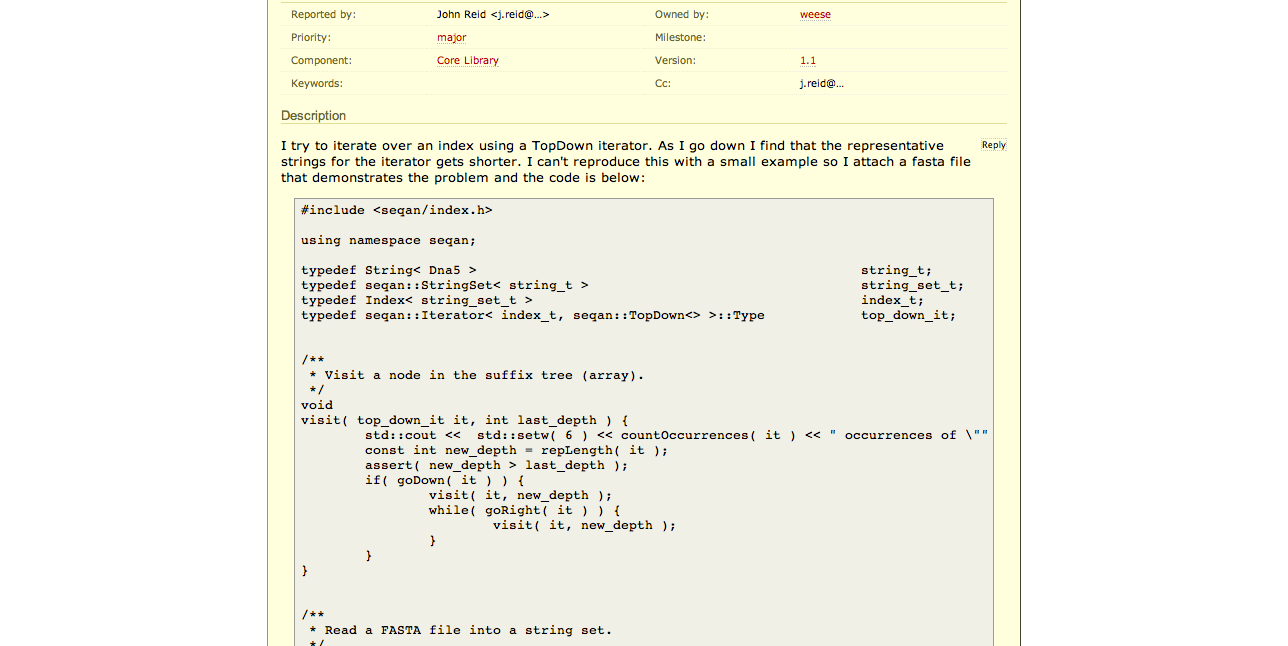 Reported by: John Reid <j.reid@…> Owned by: weese
Priority: major Milestone:
Component: Core Library Version: 1.1
Keywords: Cc: j.reid@…
Description
I try to iterate over an index using a TopDown iterator. As I go down I find that the representative Reply
strings for the iterator gets shorter. I can't reproduce this with a small example so I attach a fasta file
that demonstrates the problem and the code is below:
#include <seqan/index.h>
using namespace seqan;
typedef String< Dna5 > string_t;
typedef seqan::StringSet< string_t > string_set_t;
typedef Index< string_set_t > index_t;
typedef seqan::Iterator< index_t, seqan::TopDown<> >::Type top_down_it;
/**
 * Visit a node in the suffix tree (array).
 */
void
visit( top_down_it it, int last_depth ) {
        std::cout <<  std::setw( 6 ) << countOccurrences( it ) << " occurrences of \""
        const int new_depth = repLength( it );
        assert( new_depth > last_depth );
        if( goDown( it ) ) {
                visit( it, new_depth );
                while( goRight( it ) ) {
                        visit( it, new_depth );
                }
        }
}
/**
 * Read a FASTA file into a string set.
 */